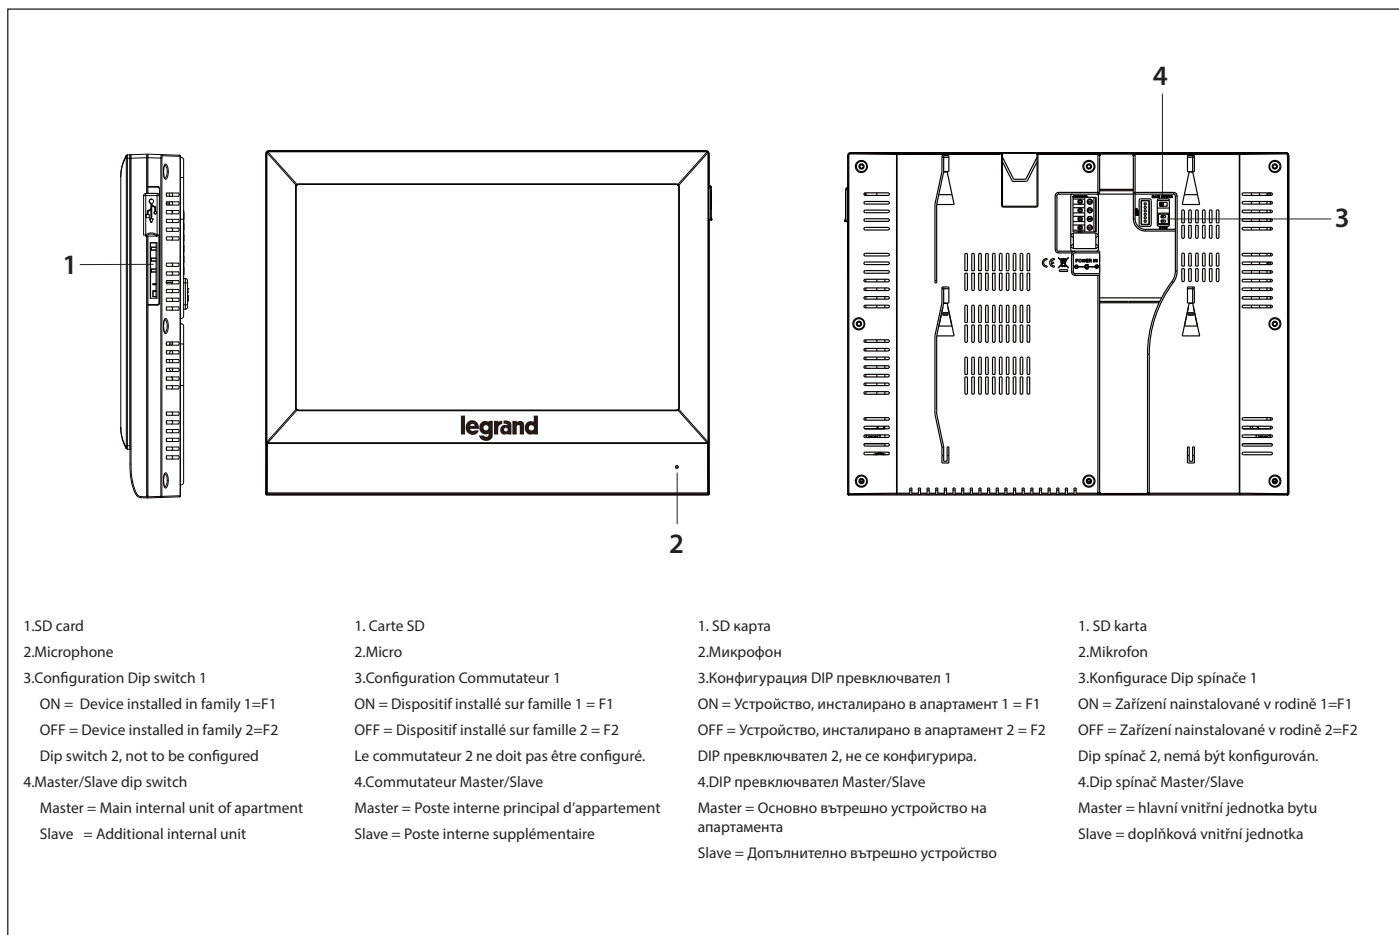 4
1
3
CE
POWER IN
legrand
2
1.SD card
2.Microphone
3.Configuration Dip switch 1
ON = Device installed in family 1=F1
OFF = Device installed in family 2=F2
Dip switch 2, not to be configured
4.Master/Slave dip switch
Master = Main internal unit of apartment
Slave = Additional internal unit
1. Carte SD
2.Micro
3.Configuration Commutateur 1
ON = Dispositif installé sur famille 1 = F1
OFF = Dispositif installé sur famille 2 = F2
Le commutateur 2 ne doit pas être configuré.
4.Commutateur Master/Slave
Master = Poste interne principal d’appartement
Slave = Poste interne supplémentaire
1. SD карта
2.Микрофон
3.Конфигурация DIP превключвател 1
ON = Устройство, инсталирано в апартамент 1 = F1
OFF = Устройство, инсталирано в апартамент 2 = F2
DIP превключвател 2, не се конфигурира.
4.DIP превключвател Master/Slave
Master = Основно вътрешно устройство на
апартамента
Slave = Допълнително вътрешно устройство
1. SD karta
2.Mikrofon
3.Konfigurace Dip spínače 1
ON = Zařízení nainstalované v rodině 1=F1
OFF = Zařízení nainstalované v rodině 2=F2
Dip spínač 2, nemá být konfigurován.
4.Dip spínač Master/Slave
Master = hlavní vnitřní jednotka bytu
Slave = doplňková vnitřní jednotka